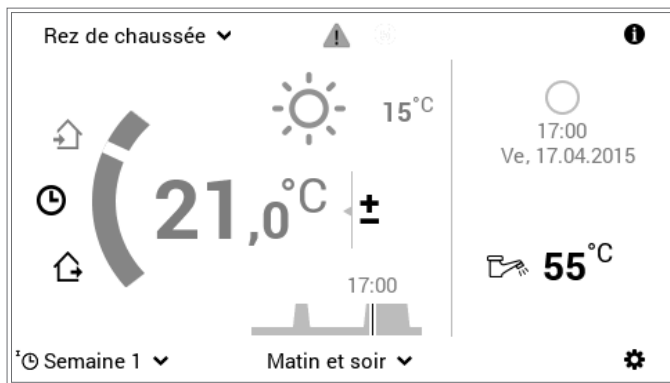 Rez de chaussée
15°C
17:00
Ve, 17.04.2015
21,0°C
±
55°C
17:00
Semaine 1
Matin et soir